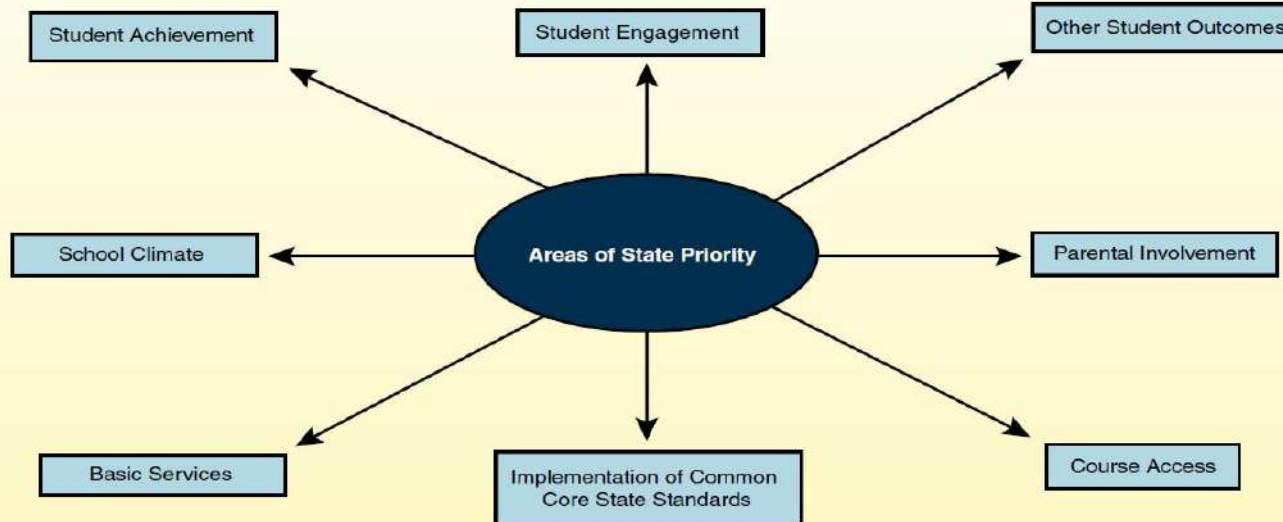 Student Achievement
Student Engagement
Other Student Outcomes
School Climate
Areas of State Priority
Parental Involvement
Basic Services
Implementation of Common
Core State Standards
Course Access